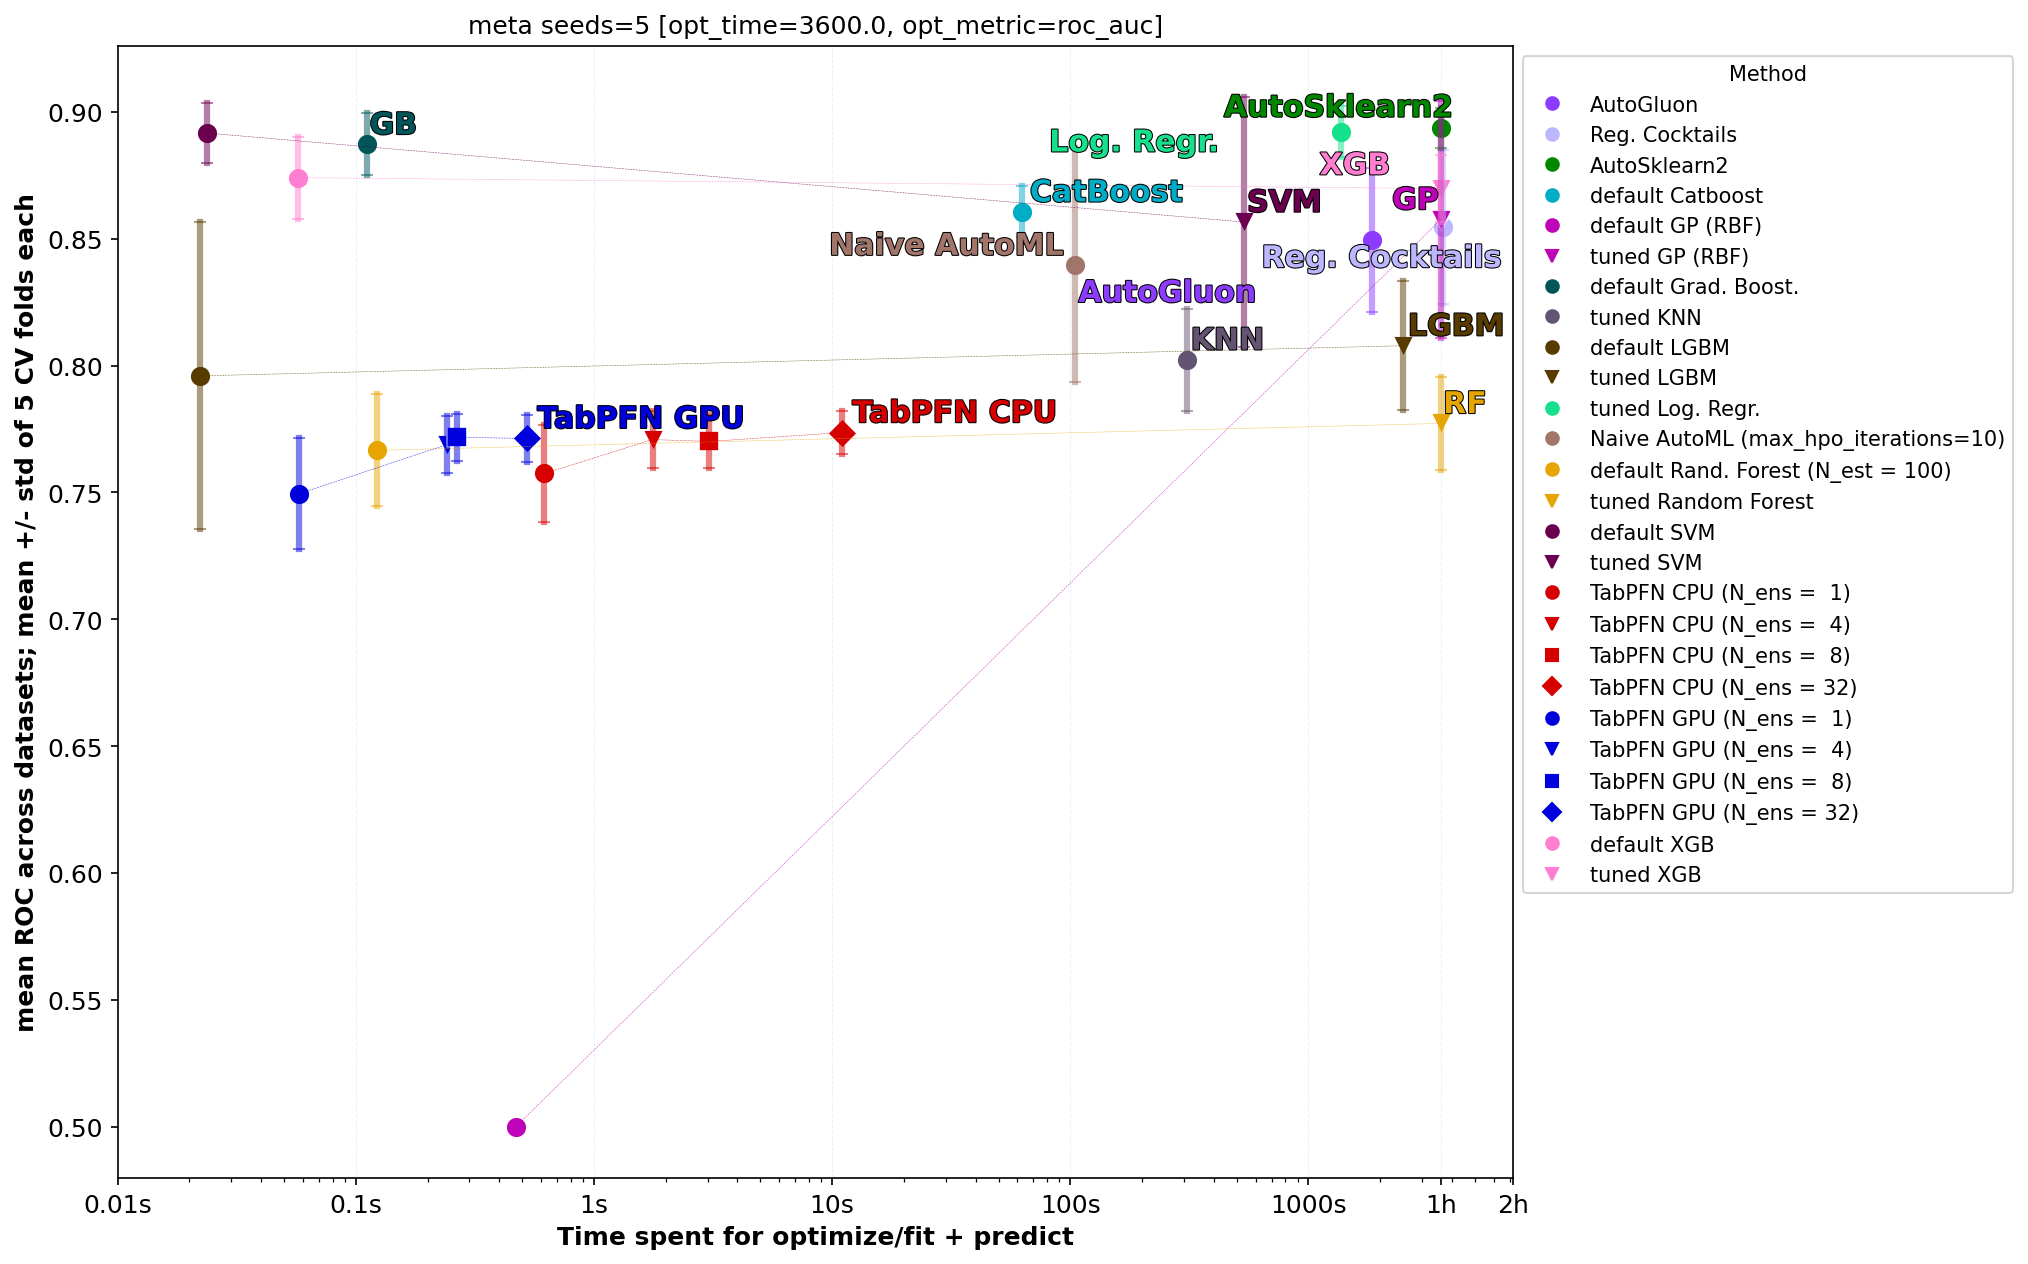 meta seeds=5 [opt_time=3600.0, opt_metric=roc_auc]
mean ROC across datasets; mean +/- std of 5 CV folds each
0.90
0.85
0.80
0.75
0.70
0.65
0.60
0.55
0.50
GB
AutoSklearn2
Log. Regr.
XGB
CatBoost
SVM
GP
Naive AutoML
Reg. Cocktails
AutoGluon
KNN
LGBM
RF
TabPFN GPU
TabPFN CPU
0.01s
0.1s
1s
10s
100s
1000s
1h
2h
Time spent for optimize/fit + predict
Method
AutoGluon
Reg. Cocktails
AutoSklearn2
default Catboost
default GP (RBF)
tuned GP (RBF)
default Grad. Boost.
tuned KNN
default LGBM
tuned LGBM
tuned Log. Regr.
Naive AutoML (max_hpo_iterations=10)
default Rand. Forest (N_est = 100)
tuned Random Forest
default SVM
tuned SVM
TabPFN CPU (N_ens =  1)
TabPFN CPU (N_ens =  4)
TabPFN CPU (N_ens =  8)
TabPFN CPU (N_ens = 32)
TabPFN GPU (N_ens =  1)
TabPFN GPU (N_ens =  4)
TabPFN GPU (N_ens =  8)
TabPFN GPU (N_ens = 32)
default XGB
tuned XGB